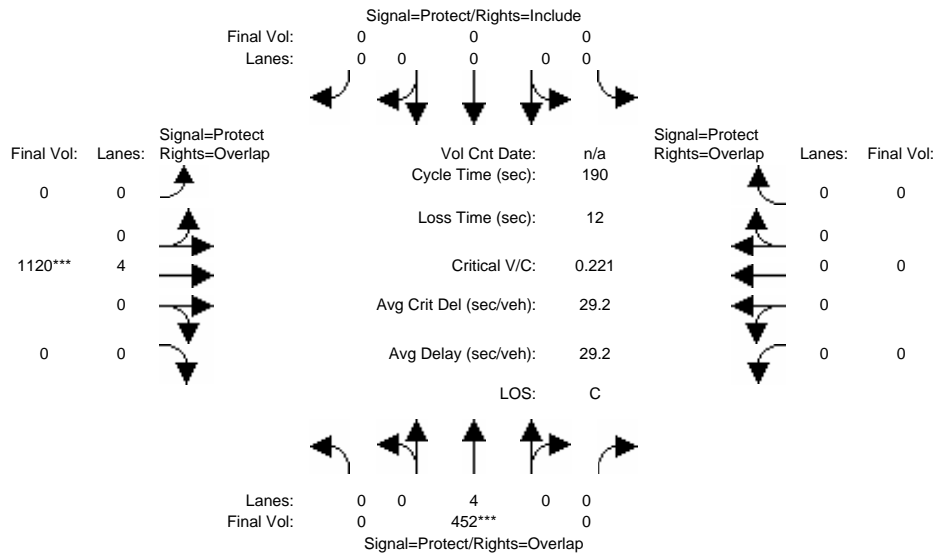 Signal=Protect/Rights=Include
Final Vol: 0 0 0
Lanes: 0 0 0 0 0
Signal=Protect Signal=Protect
Final Vol: Lanes: Rights=Overlap Vol Cnt Date: n/a Rights=Overlap Lanes: Final Vol:
Cycle Time (sec): 190
0 0 0 0
Loss Time (sec): 12
0 0
1120*** 4 Critical V/C: 0.221 0 0
0 Avg Crit Del (sec/veh): 29.2 0
0 0 Avg Delay (sec/veh): 29.2 0 0
LOS: C
Lanes: 0 0 4 0 0
Final Vol: 0 452*** 0
Signal=Protect/Rights=Overlap